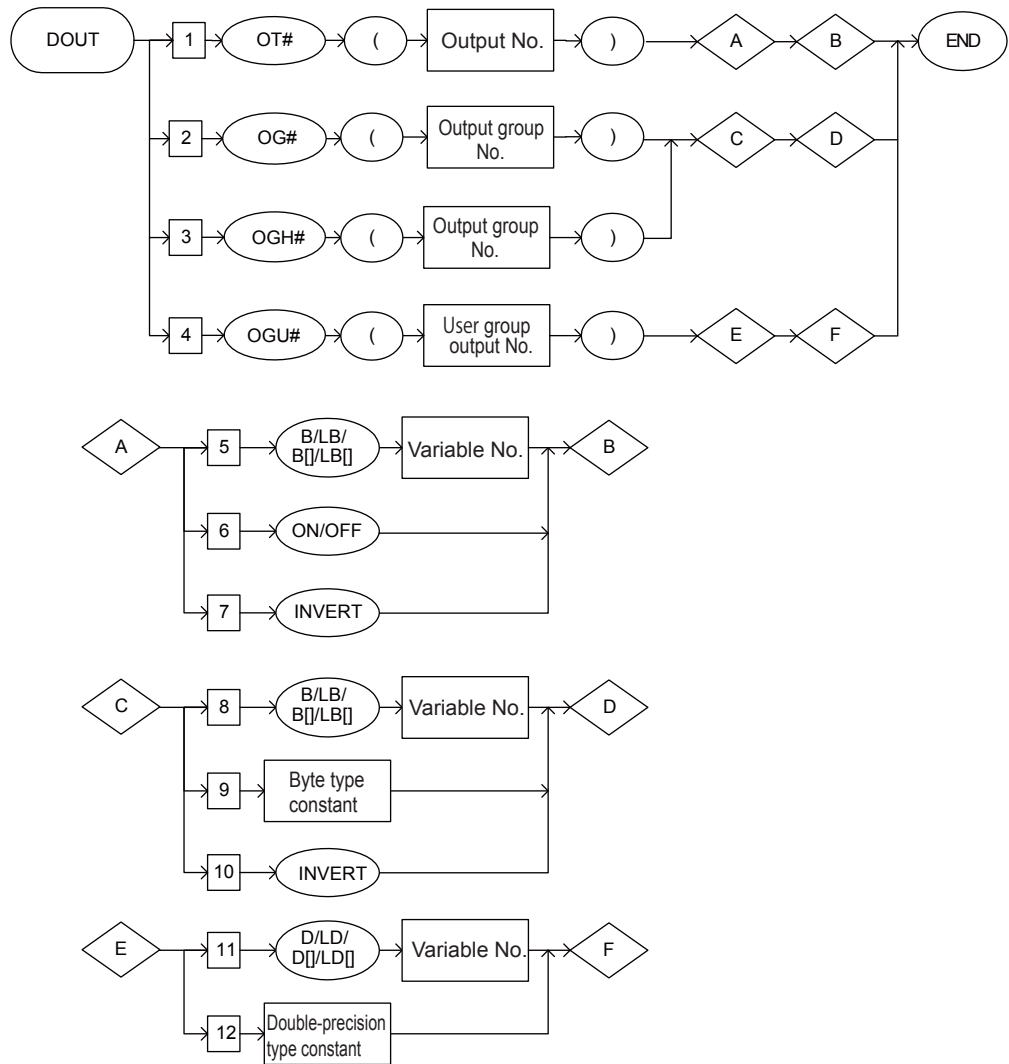 DOUT 1 OT# ( Output No. ) A B END
2 OG# ( Output group No. ) C D
3 OGH# ( Output group No. )
4 OGU# ( User group output No. ) E F
A 5 B/LB/ B[]/LB[] Variable No. B
6 ON/OFF
7 INVERT
C 8 B/LB/ B[]/LB[] Variable No. D
9 Byte type constant
10 INVERT
E 11 D/LD/ D[]/LD[] Variable No. F
12 Double-precision type constant